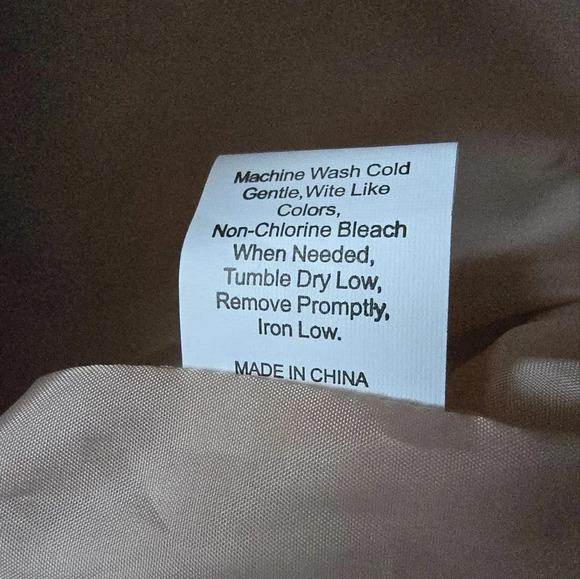 Machine Wash Cold
Gentle,Wite Like
Colors,
Non-Chlorine Bleach
When Needed,
Tumble Dry Low,
Remove Promptly,
Iron Low.
MADE IN CHINA